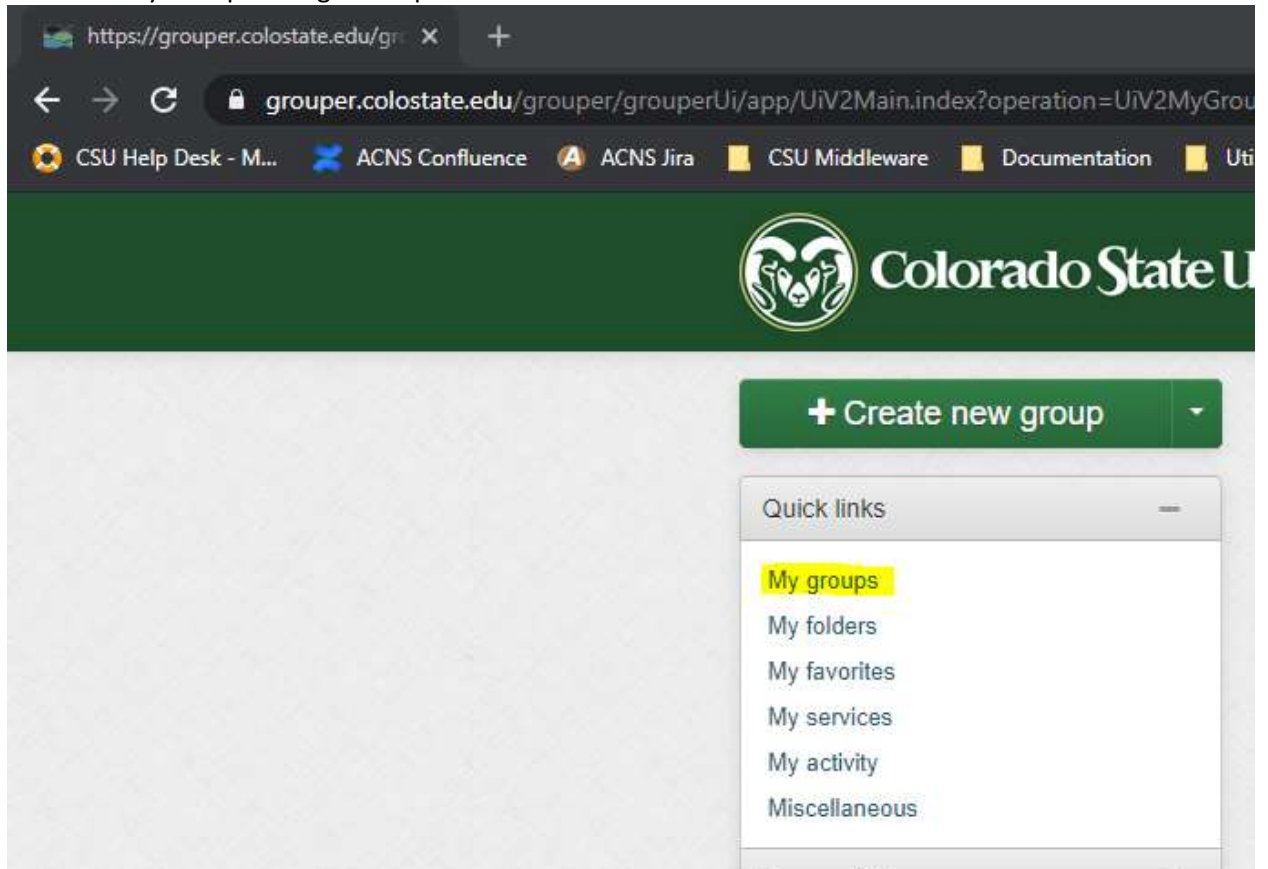 https://grouper.colostate.edu/gr
grouper.colostate.edu/grouper/grouperUi/app/UiV2Main.index?operation=UiV2MyGrou
CSU Help Desk - M... ACNS Confluence ACNS Jira CSU Middleware Documentation Uti
Colorado State U
+ Create new group
Quick links
My groups
My folders
My favorites
My services
My activity
Miscellaneous